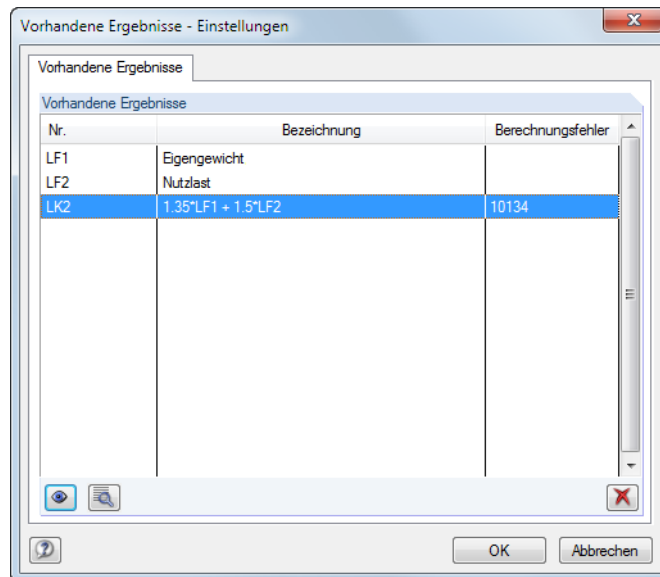 Vorhandene Ergebnisse - Einstellungen
Vorhandene Ergebnisse
Vorhandene Ergebnisse
Nr. Bezeichnung Berechnungsfehler
LF1 Eigengewicht
LF2 Nutzlast
LK2 1.35*LF1 + 1.5*LF2 10134
OK Abbrechen